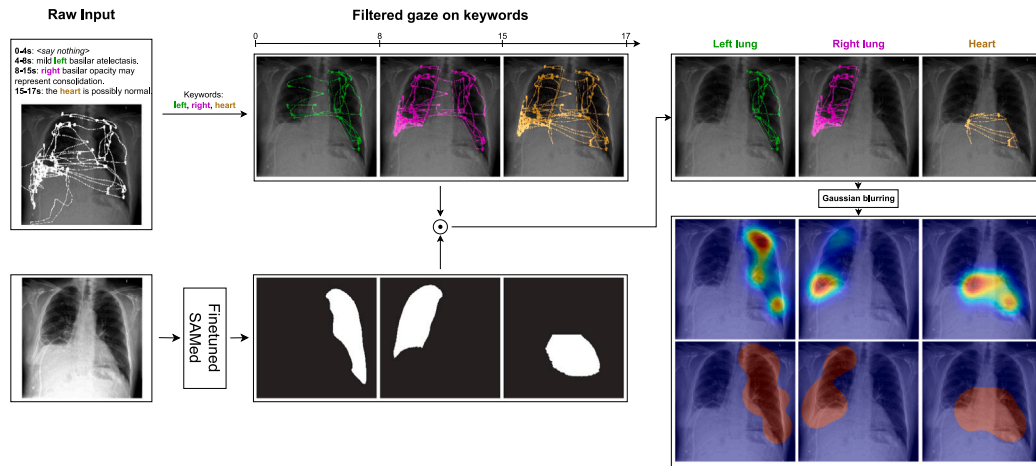 Raw Input
Filtered gaze on keywords
0-4s: <say nothing>
4-8s: mild left basilar atelectasis.
8-15s: right basilar opacity may
represent consolidation.
15-17s: the heart is possibly normal.
Keywords:
left, right, heart
0 8 15 17
Left lung Right lung Heart
Gaussian blurring
Finetuned
SAMed